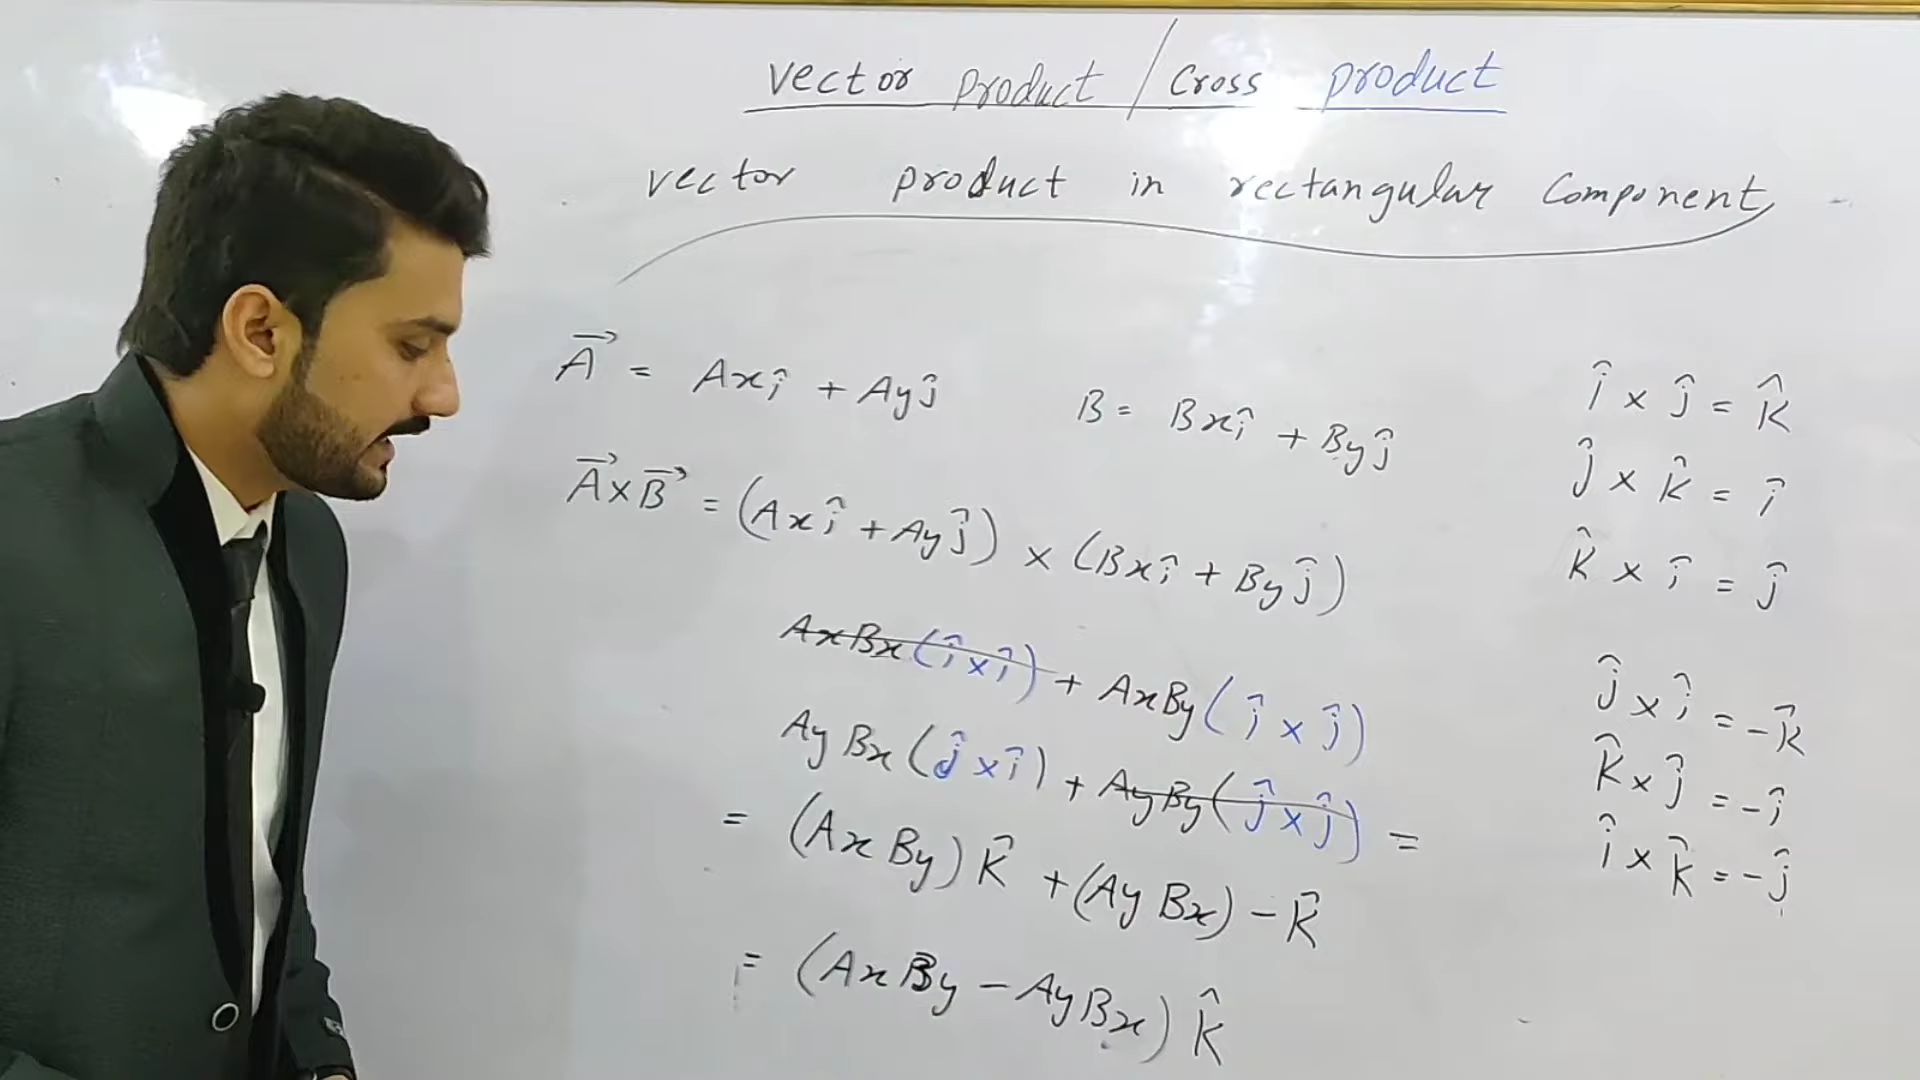 vector product / Cross product
vector product in rectangular Component
A⃗ = Axî + Ayĵ
B = Bxî + Byĵ
A⃗×B⃗ = (Axî + Ayĵ) × (Bxî + Byĵ)
AxBx(î×î) + AxBy(î × ĵ)
AyBx(ĵ×î) + AyBy(ĵ×ĵ) =
= (AxBy)K̂ + (AyBx) - K̂
= (AxBy - AyBx) K̂
î × ĵ = K̂
ĵ × K̂ = î
K̂ × î = ĵ
ĵ × î = -K̂
K̂ × ĵ = -î
î × K̂ = -ĵ